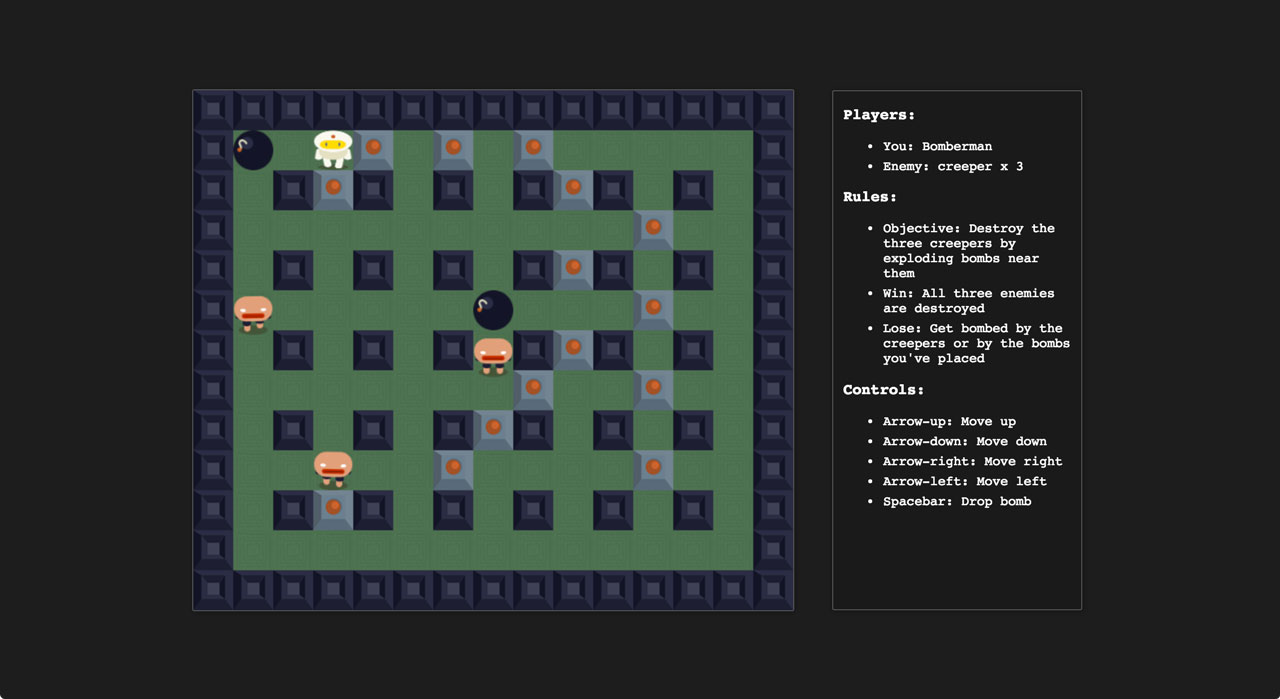 Players:
• You: Bomberman
• Enemy: creeper x 3
Rules:
• Objective: Destroy the
three creepers by
exploding bombs near
them
• Win: All three enemies
are destroyed
• Lose: Get bombed by the
creepers or by the bombs
you've placed
Controls:
• Arrow-up: Move up
• Arrow-down: Move down
• Arrow-right: Move right
• Arrow-left: Move left
• Spacebar: Drop bomb